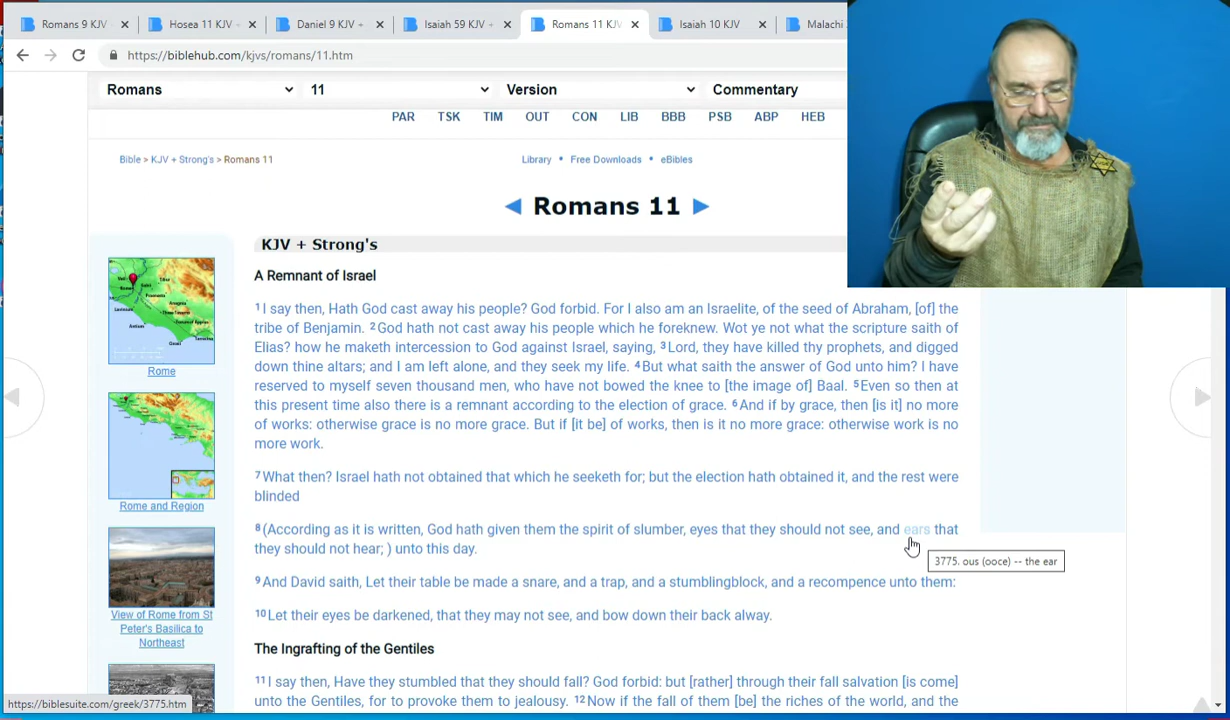 Romans 9 KJV
Hosea 11 KJV
Daniel 9 KJV +
Isaiah 59 KJV +
Romans 11 KJV
Isaiah 10 KJV
Malachi
https://biblehub.com/kjvs/romans/11.htm
Romans 11 Version Commentary
PAR TSK TIM OUT CON LIB BBB PSB ABP HEB
Bible > KJV + Strong's > Romans 11
Library • Free Downloads • eBibles
◄ Romans 11 ►
KJV + Strong's
A Remnant of Israel
1 I say then, Hath God cast away his people? God forbid. For I also am an Israelite, of the seed of Abraham, [of] the
tribe of Benjamin. 2 God hath not cast away his people which he foreknew. Wot ye not what the scripture saith of
Elias? how he maketh intercession to God against Israel, saying, 3 Lord, they have killed thy prophets, and digged
down thine altars; and I am left alone, and they seek my life. 4 But what saith the answer of God unto him? I have
reserved to myself seven thousand men, who have not bowed the knee to [the image of] Baal. 5 Even so then at
this present time also there is a remnant according to the election of grace. 6 And if by grace, then [is it] no more
of works: otherwise grace is no more grace. But if [it be] of works, then is it no more grace: otherwise work is no
more work.
7 What then? Israel hath not obtained that which he seeketh for; but the election hath obtained it, and the rest were
blinded
8 (According as it is written, God hath given them the spirit of slumber, eyes that they should not see, and ears that
they should not hear; ) unto this day.
3775. ous (ooce) -- the ear
9 And David saith, Let their table be made a snare, and a trap, and a stumblingblock, and a recompence unto them:
10 Let their eyes be darkened, that they may not see, and bow down their back alway.
The Ingrafting of the Gentiles
11 I say then, Have they stumbled that they should fall? God forbid: but [rather] through their fall salvation [is come]
unto the Gentiles, for to provoke them to jealousy. 12 Now if the fall of them [be] the riches of the world, and the
Rome
Rome and Region
View of Rome from St
Peter's Basilica to
Northeast
https://biblesuite.com/greek/3775.htm